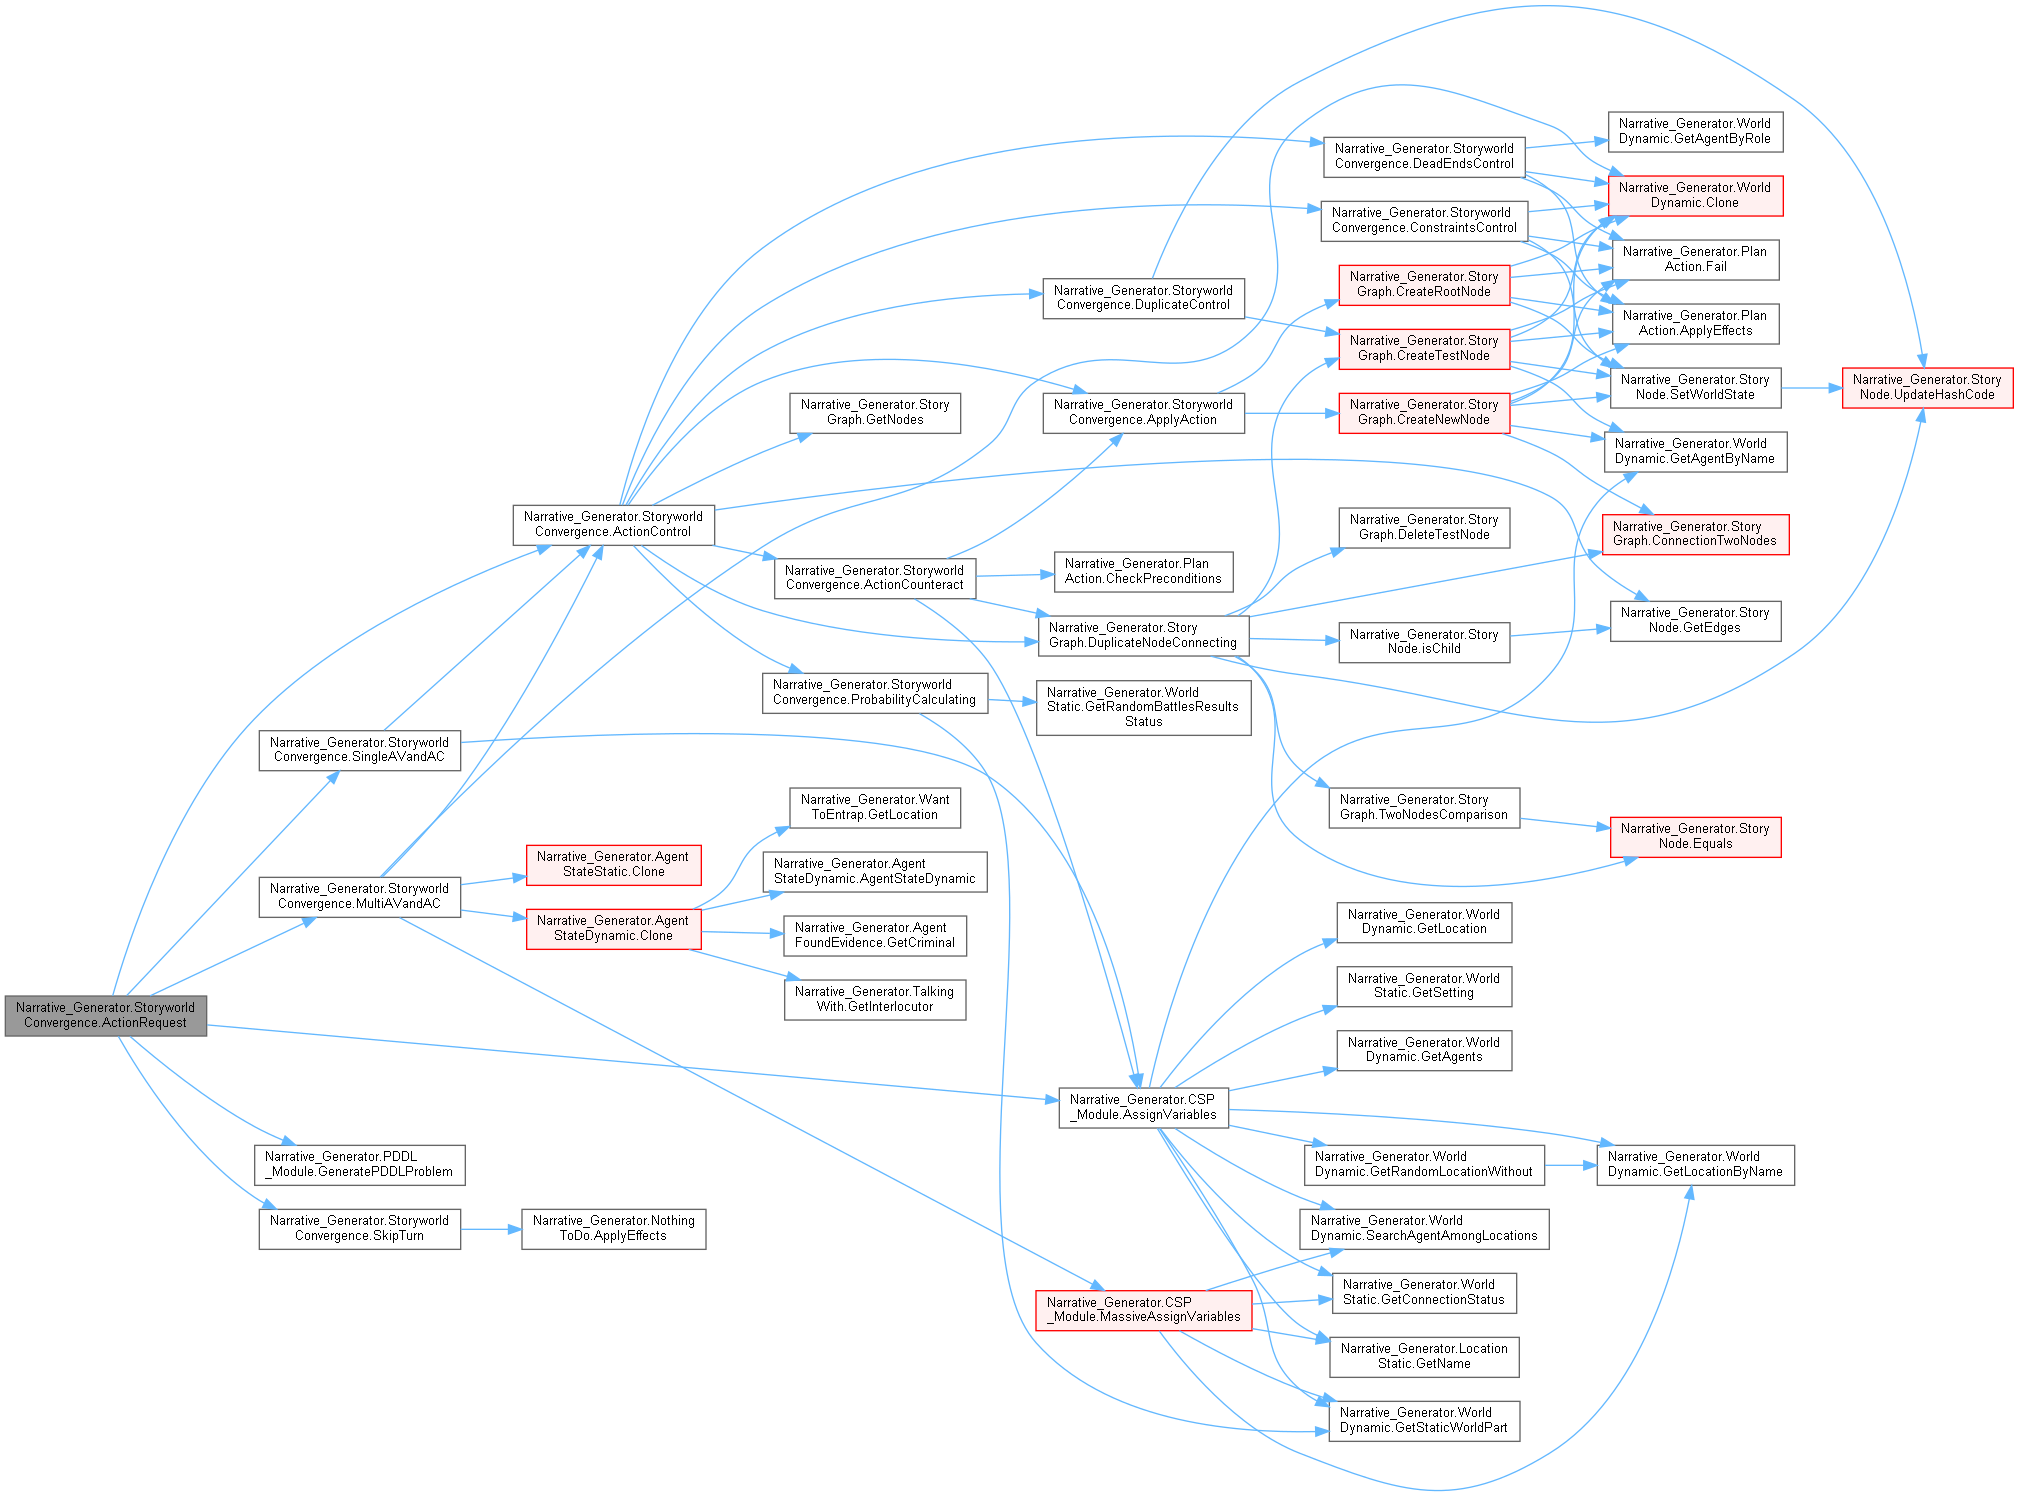 Narrative_Generator.Storyworld
Convergence.ActionRequest
Narrative_Generator.Storyworld
Convergence.SingleAVandAC
Narrative_Generator.Storyworld
Convergence.MultiAVandAC
Narrative_Generator.PDDL
_Module.GeneratePDDLProblem
Narrative_Generator.Storyworld
Convergence.SkipTurn
Narrative_Generator.Storyworld
Convergence.ActionControl
Narrative_Generator.Agent
StateStatic.Clone
Narrative_Generator.Agent
StateDynamic.Clone
Narrative_Generator.Nothing
ToDo.ApplyEffects
Narrative_Generator.Story
Graph.GetNodes
Narrative_Generator.Storyworld
Convergence.ActionCounteract
Narrative_Generator.Storyworld
Convergence.ProbabilityCalculating
Narrative_Generator.Want
ToEntrap.GetLocation
Narrative_Generator.Agent
StateDynamic.AgentStateDynamic
Narrative_Generator.Agent
FoundEvidence.GetCriminal
Narrative_Generator.Talking
With.GetInterlocutor
Narrative_Generator.Storyworld
Convergence.DuplicateControl
Narrative_Generator.Storyworld
Convergence.ApplyAction
Narrative_Generator.Plan
Action.CheckPreconditions
Narrative_Generator.Story
Graph.DuplicateNodeConnecting
Narrative_Generator.World
Static.GetRandomBattlesResults
Status
Narrative_Generator.CSP
_Module.AssignVariables
Narrative_Generator.CSP
_Module.MassiveAssignVariables
Narrative_Generator.Storyworld
Convergence.DeadEndsControl
Narrative_Generator.Storyworld
Convergence.ConstraintsControl
Narrative_Generator.Story
Graph.CreateRootNode
Narrative_Generator.Story
Graph.CreateTestNode
Narrative_Generator.Story
Graph.CreateNewNode
Narrative_Generator.Story
Graph.DeleteTestNode
Narrative_Generator.Story
Node.isChild
Narrative_Generator.Story
Graph.TwoNodesComparison
Narrative_Generator.World
Dynamic.GetLocation
Narrative_Generator.World
Static.GetSetting
Narrative_Generator.World
Dynamic.GetAgents
Narrative_Generator.World
Dynamic.GetRandomLocationWithout
Narrative_Generator.World
Dynamic.SearchAgentAmongLocations
Narrative_Generator.World
Static.GetConnectionStatus
Narrative_Generator.Location
Static.GetName
Narrative_Generator.World
Dynamic.GetStaticWorldPart
Narrative_Generator.World
Dynamic.GetAgentByRole
Narrative_Generator.World
Dynamic.Clone
Narrative_Generator.Plan
Action.Fail
Narrative_Generator.Plan
Action.ApplyEffects
Narrative_Generator.Story
Node.SetWorldState
Narrative_Generator.World
Dynamic.GetAgentByName
Narrative_Generator.Story
Graph.ConnectionTwoNodes
Narrative_Generator.Story
Node.GetEdges
Narrative_Generator.Story
Node.Equals
Narrative_Generator.World
Dynamic.GetLocationByName
Narrative_Generator.Story
Node.UpdateHashCode